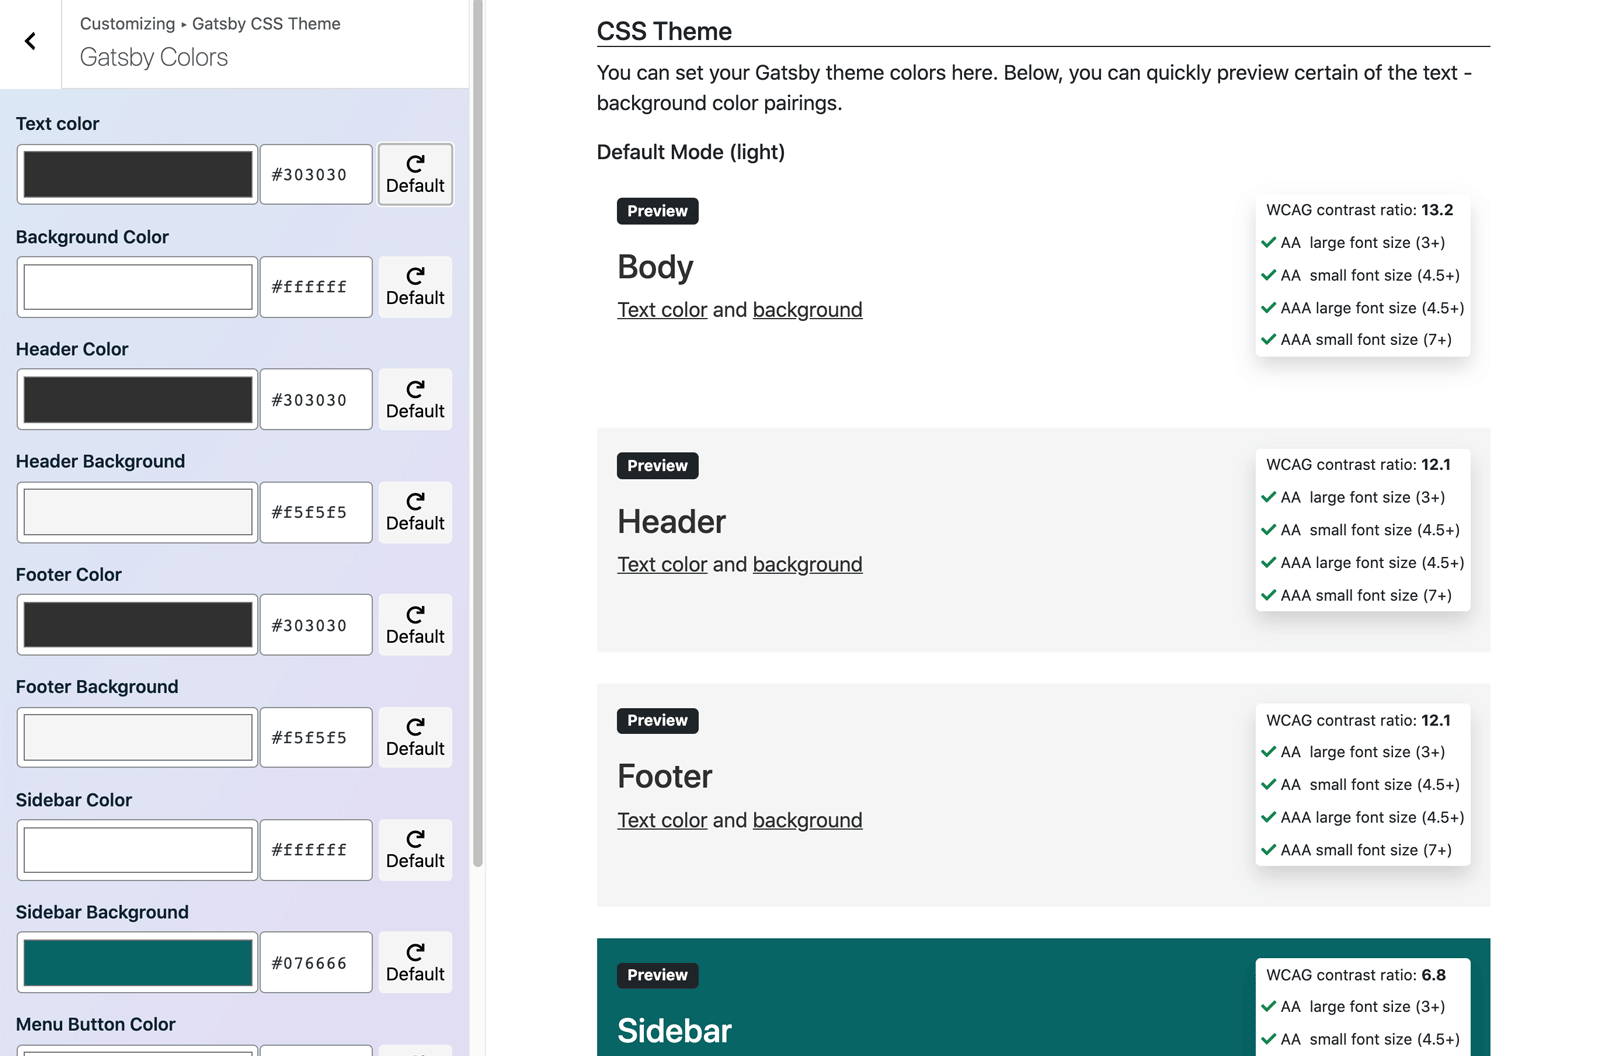 Customizing ▸ Gatsby CSS Theme
Gatsby Colors
Text color
#303030
Default
Background Color
#ffffff
Default
Header Color
#303030
Default
Header Background
#f5f5f5
Default
Footer Color
#303030
Default
Footer Background
#f5f5f5
Default
Sidebar Color
#ffffff
Default
Sidebar Background
#076666
Default
Menu Button Color
CSS Theme
You can set your Gatsby theme colors here. Below, you can quickly preview certain of the text -
background color pairings.
Default Mode (light)
Preview
Body
Text color and background
WCAG contrast ratio: 13.2
AA large font size (3+)
AA small font size (4.5+)
AAA large font size (4.5+)
AAA small font size (7+)
Preview
Header
Text color and background
WCAG contrast ratio: 12.1
AA large font size (3+)
AA small font size (4.5+)
AAA large font size (4.5+)
AAA small font size (7+)
Preview
Footer
Text color and background
WCAG contrast ratio: 12.1
AA large font size (3+)
AA small font size (4.5+)
AAA large font size (4.5+)
AAA small font size (7+)
Preview
Sidebar
WCAG contrast ratio: 6.8
AA large font size (3+)
AA small font size (4.5+)